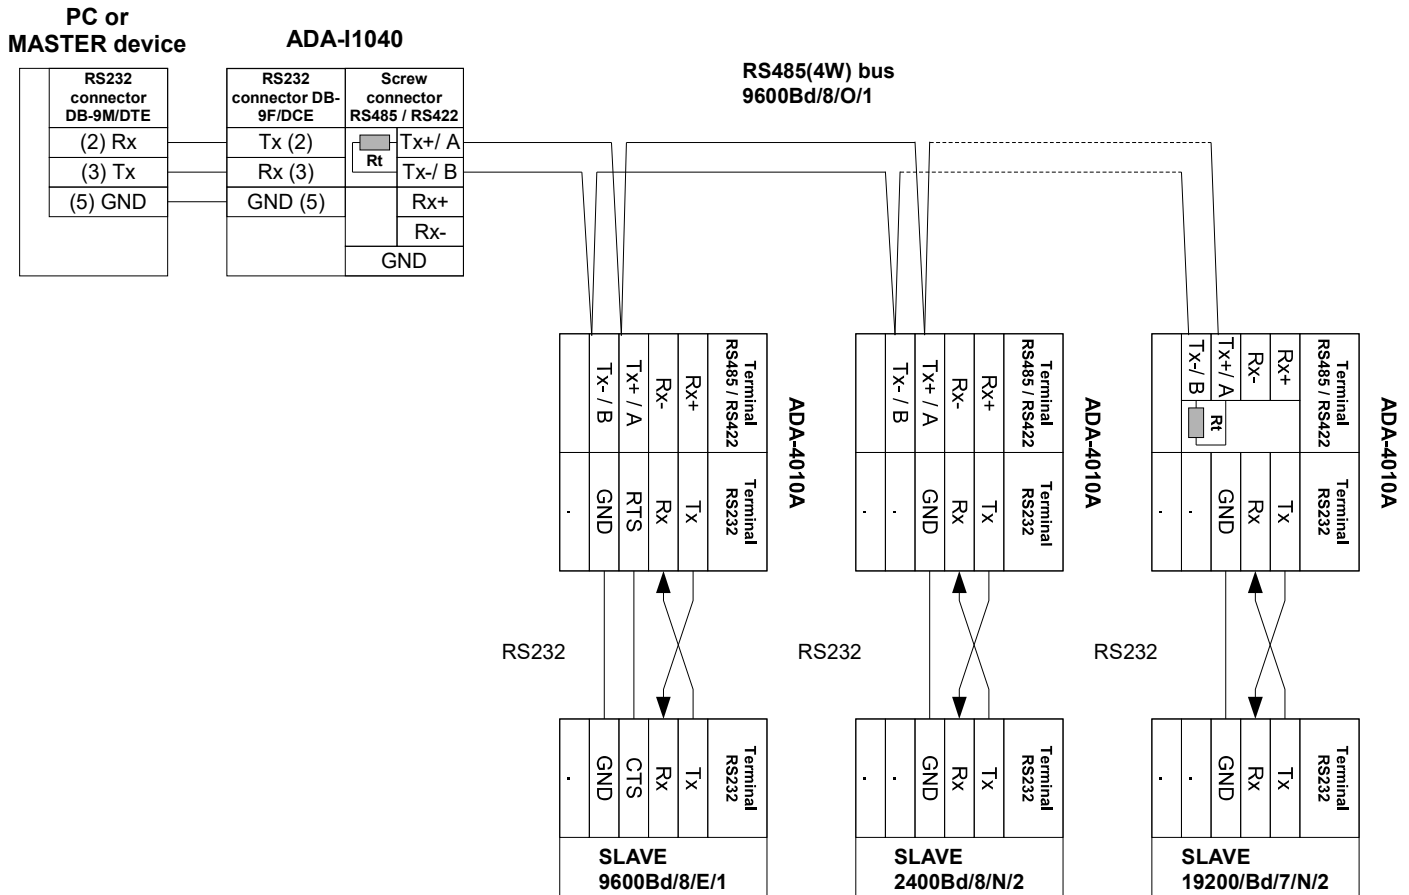 PC or
MASTER device
ADA-I1040
RS232
connector
DB-9M/DTE
(2) Rx
(3) Tx
(5) GND
RS232
connector DB-
9F/DCE
Tx (2)
Rx (3)
GND (5)
Screw
connector
RS485 / RS422
Rt
Tx+/ A
Tx-/ B
Rx+
Rx-
GND
RS485(4W) bus
9600Bd/8/O/1
Terminal
RS485 / RS422
Rx+
Rx-
Tx+ / A
Tx- / B
Terminal
RS232
Tx
Rx
RTS
GND
.
ADA-4010A
Terminal
RS485 / RS422
Rx+
Rx-
Tx+ / A
Tx- / B
Terminal
RS232
Tx
Rx
GND
.
.
ADA-4010A
Terminal
RS485 / RS422
Rx+
Rx-
Tx+/ A
Tx-/ B
Rt
Terminal
RS232
Tx
Rx
GND
.
.
ADA-4010A
RS232
RS232
RS232
Terminal
RS232
Tx
Rx
CTS
GND
.
SLAVE
9600Bd/8/E/1
Terminal
RS232
Tx
Rx
GND
.
.
SLAVE
2400Bd/8/N/2
Terminal
RS232
Tx
Rx
GND
.
.
SLAVE
19200/Bd/7/N/2